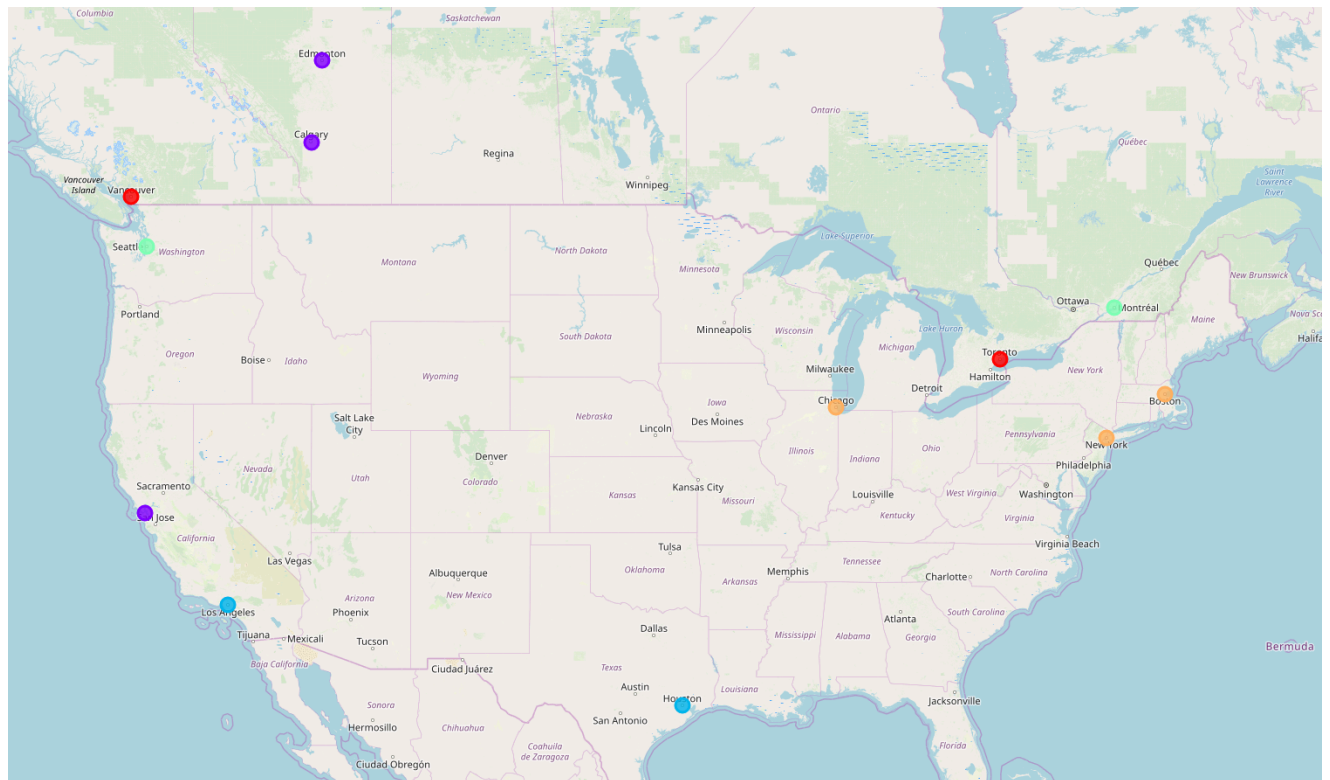 Columbia
Saskatchewan
Edmonton
Ontario
Calgary
Québec
Regina
Vancouver
Island
Vancouver
Winnipeg
Saint
Lawrence
River
Seattle
Washington
Lake Superior
North Dakota
Montana
Minnesota
Québec
New Brunswick
Ottawa
Montréal
Portland
Minneapolis
Wisconsin
Lake Huron
Maine
Nova Sco
Halifa
South Dakota
Oregon
Boise
Idaho
Michigan
Toronto
Milwaukee
Hamilton
New York
Wyoming
Detroit
Chicago
Boston
Iowa
Des Moines
Nebraska
Salt Lake
City
Lincoln
Pennsylvania
New York
Illinois
Indiana
Ohio
Denver
Nevada
Utah
Colorado
Philadelphia
Sacramento
Kansas City
Kansas
Missouri
Louisville
West Virginia
Washington
San Jose
Kentucky
Virginia
California
Virginia Beach
Las Vegas
Tulsa
Oklahoma
Tennessee
Albuquerque
Memphis
Charlotte
North Carolina
Arkansas
New Mexico
Arizona
Los Angeles
Phoenix
South Carolina
Atlanta
Tijuana
Mexicali
Tucson
Dallas
Mississippi
Alabama
Georgia
Bermuda
Baja California
Ciudad Juárez
Texas
Austin
Houston
Louisiana
Jacksonville
Sonora
San Antonio
Hermosillo
Chihuahua
Coahuila
de Zaragoza
Florida
Ciudad Obregón